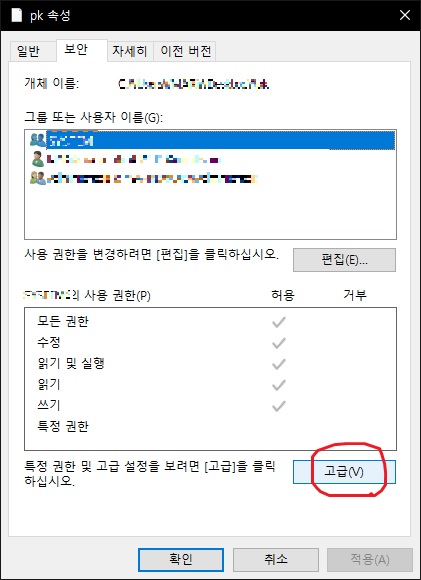 pk 속성
일반 보안 자세히 이전 버전
개체 이름:
그룹 또는 사용자 이름(G):
사용 권한을 변경하려면 [편집]을 클릭하십시오.
편집(E)...
의 사용 권한(P) 허용 거부
모든 권한
수정
읽기 및 실행
읽기
쓰기
특정 권한
특정 권한 및 고급 설정을 보려면 [고급]을 클릭
하십시오.
고급(V)
확인 취소 적용(A)